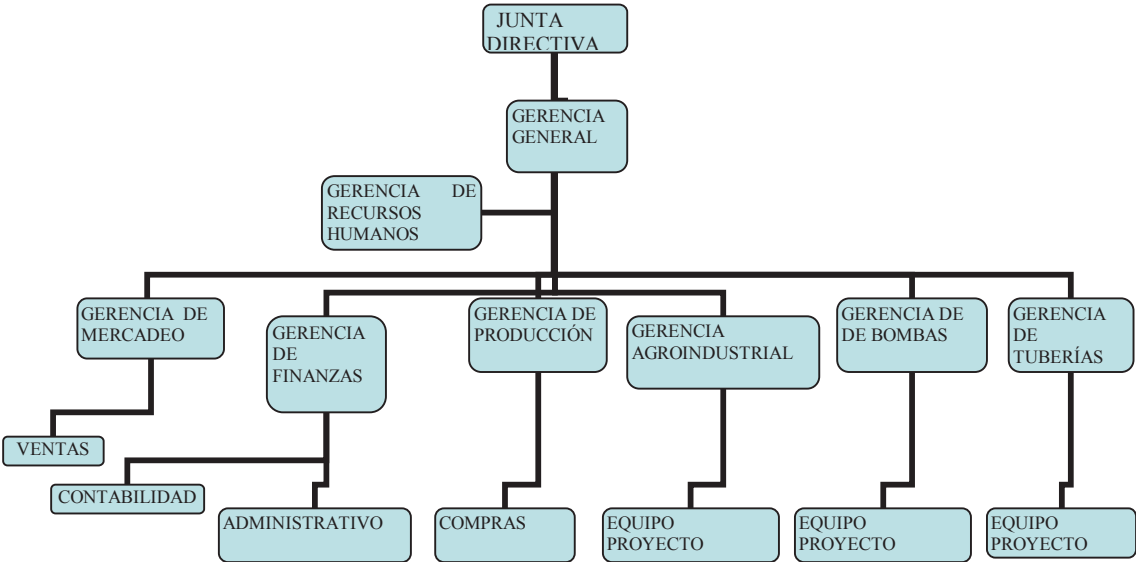 JUNTA
DIRECTIVA
GERENCIA
GENERAL
GERENCIA DE
RECURSOS
HUMANOS
GERENCIA DE
MERCADEO
GERENCIA
DE
FINANZAS
GERENCIA DE
PRODUCCIÓN
GERENCIA
AGROINDUSTRIAL
GERENCIA DE
DE BOMBAS
GERENCIA
DE
TUBERÍAS
VENTAS
CONTABILIDAD
ADMINISTRATIVO
COMPRAS
EQUIPO
PROYECTO
EQUIPO
PROYECTO
EQUIPO
PROYECTO